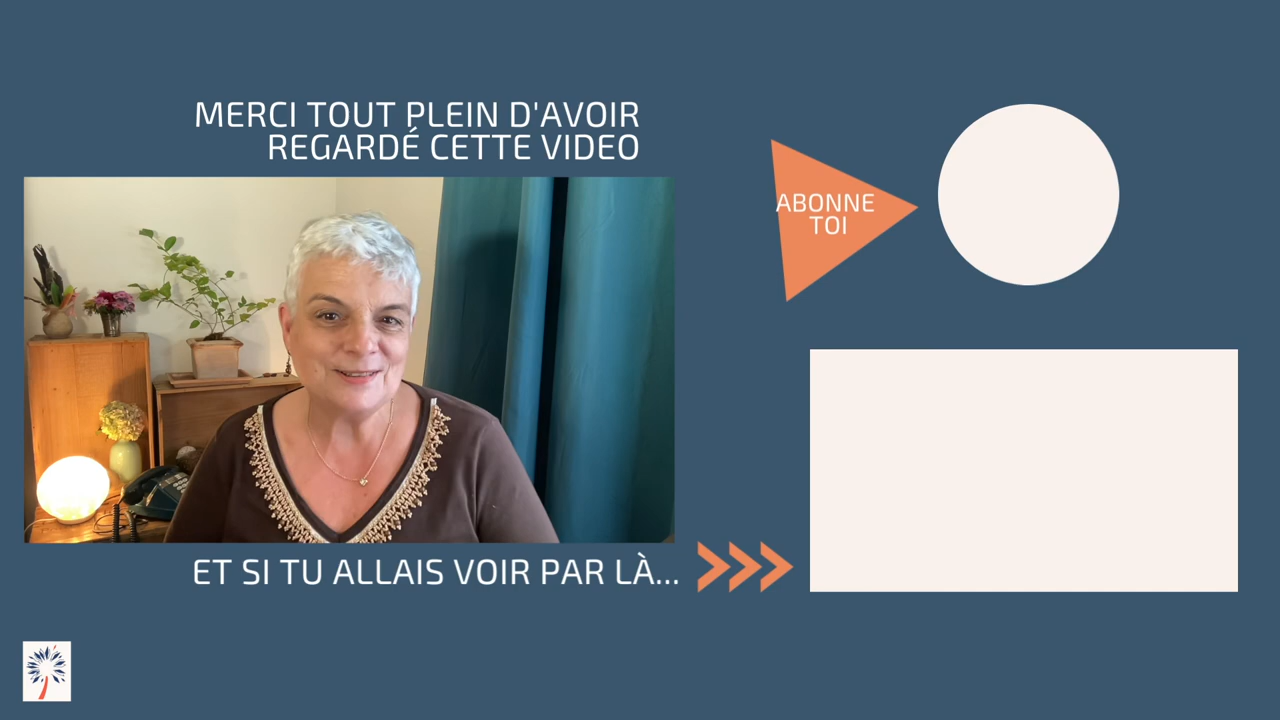 MERCI TOUT PLEIN D'AVOIR
REGARDÉ CETTE VIDEO
ABONNE
TOI
ET SI TU ALLAIS VOIR PAR LÀ...